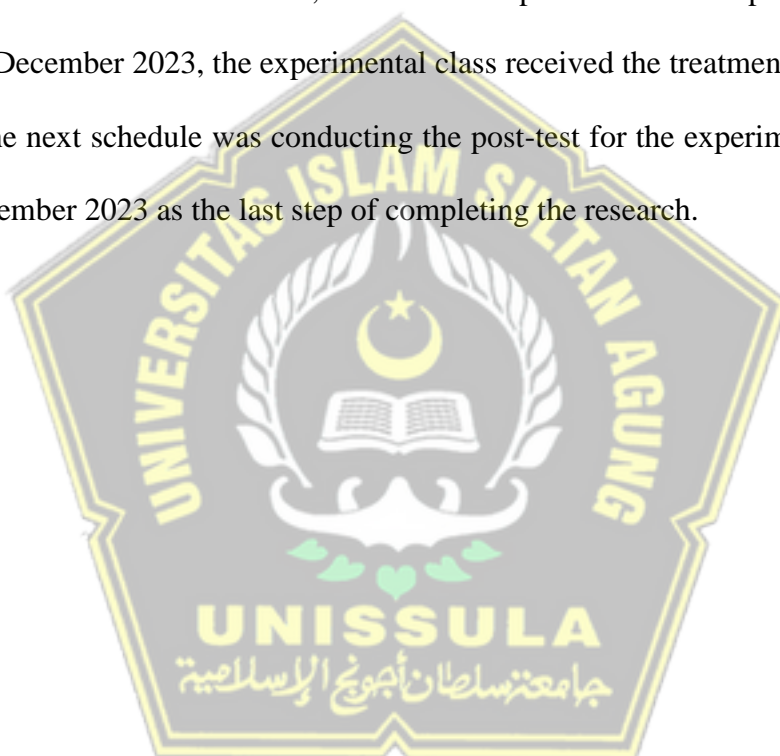 December 2023, the experimental class received the treatmen
ne next schedule was conducting the post-test for the experim
ember 2023 as the last step of completing the research.
UNIVERSITAS ISLAM SULTAN AGUNG
UNISSULA
جامعة سلطان أجونج الإسلامية